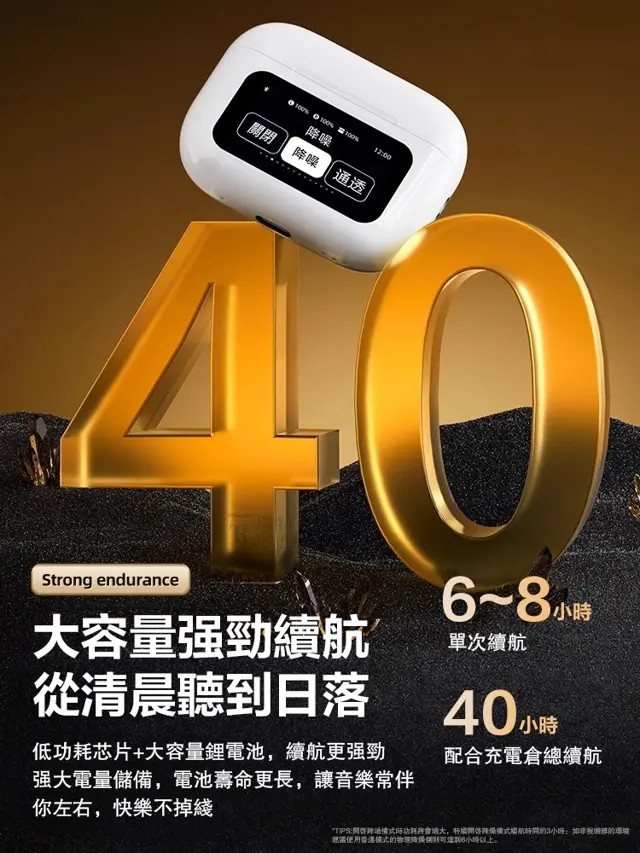 100% 100% 100%
降噪
12:00
關閉
降噪
通透
40
Strong endurance
大容量强勁續航
從清晨聽到日落
低功耗芯片+大容量鋰電池，續航更强勁
强大電量儲備，電池壽命更長，讓音樂常伴
你左右，快樂不掉綫
6~8小時
單次續航
40小時
配合充電倉總續航